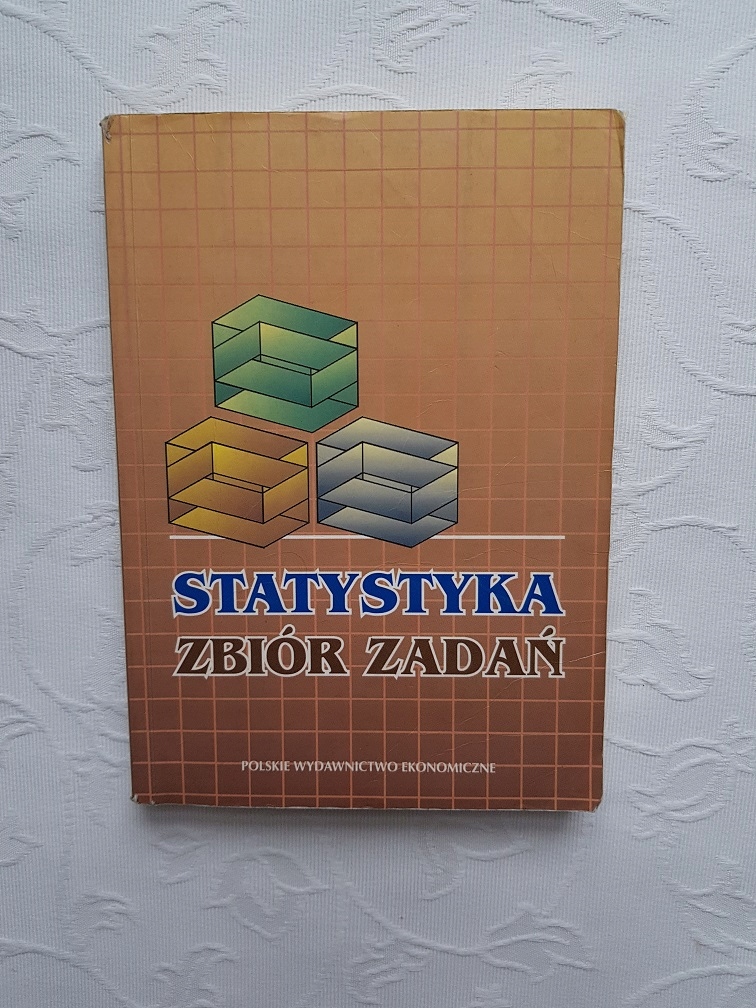 STATYSTYKA
ZBIÓR ZADAŃ
POLSKIE WYDAWNICTWO EKONOMICZNE